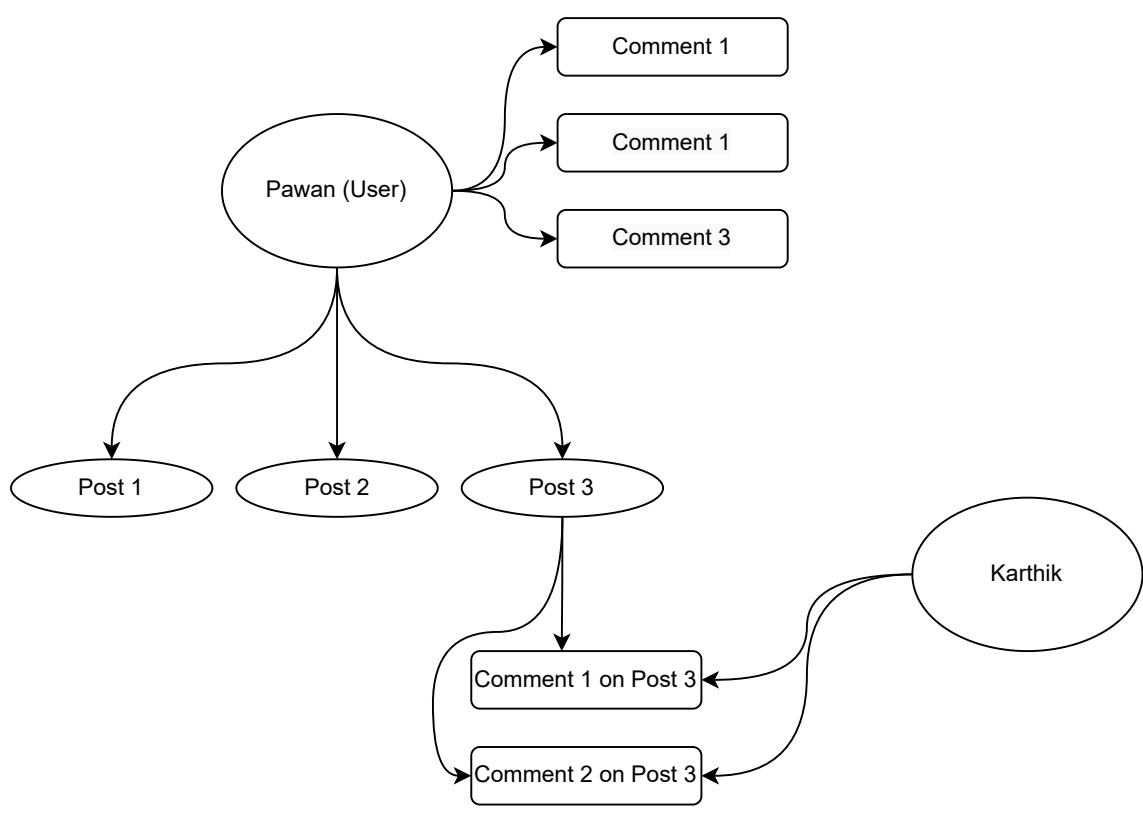 Comment 1
Comment 1
Pawan (User)
Comment 3
Post 1
Post 2
Post 3
Karthik
Comment 1 on Post 3
Comment 2 on Post 3